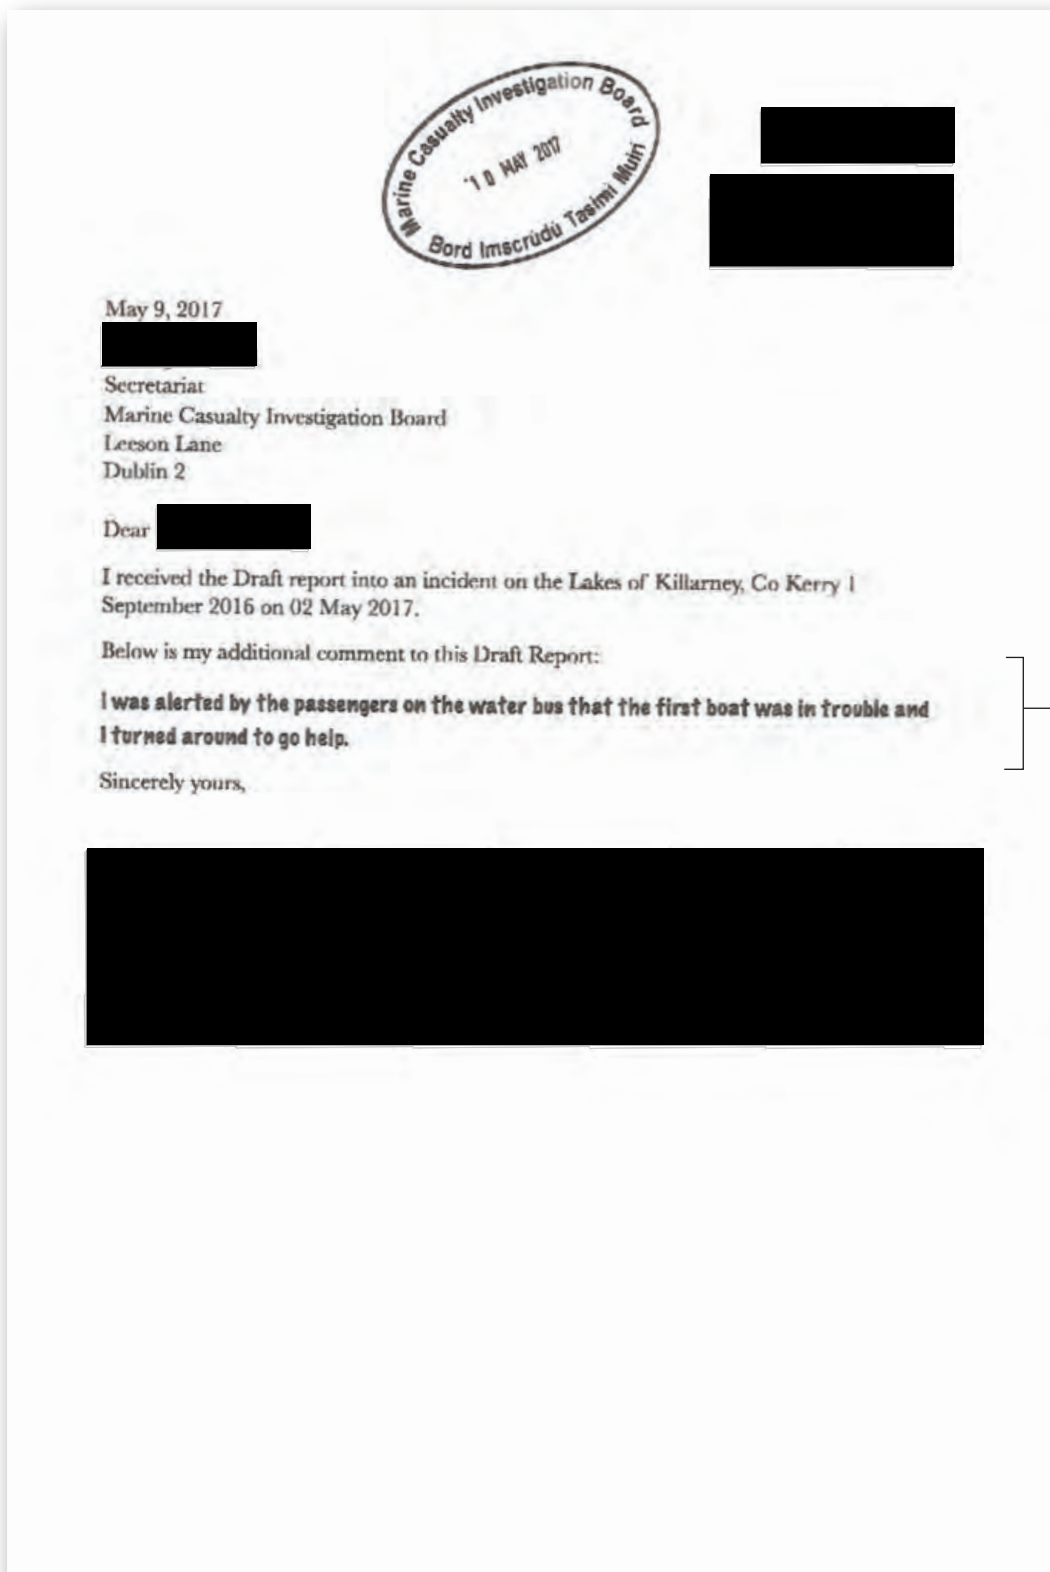 Marine Casualty Investigation Board
10 MAY 2017
Bord Imscrúdú Taismí Muirí
May 9, 2017
Secretariat
Marine Casualty Investigation Board
Leeson Lane
Dublin 2
Dear
I received the Draft report into an incident on the Lakes of Killarney, Co Kerry 1
September 2016 on 02 May 2017.
Below is my additional comment to this Draft Report:
I was alerted by the passengers on the water bus that the first boat was in trouble and
I turned around to go help.
Sincerely yours,